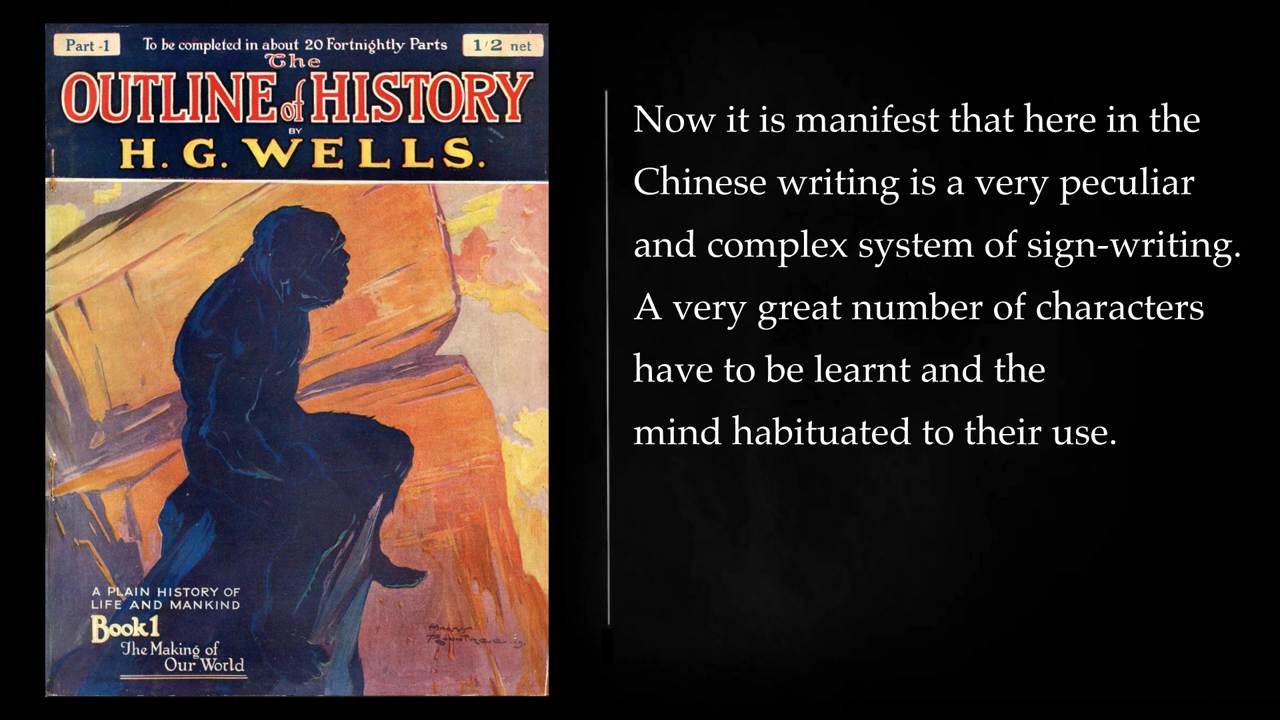 Part -1
To be completed in about 20 Fortnightly Parts
1/2 net
The
OUTLINE of HISTORY
BY
H. G. WELLS.
A PLAIN HISTORY OF
LIFE AND MANKIND
Book 1
The Making of
Our World
Now it is manifest that here in the
Chinese writing is a very peculiar
and complex system of sign-writing.
A very great number of characters
have to be learnt and the
mind habituated to their use.